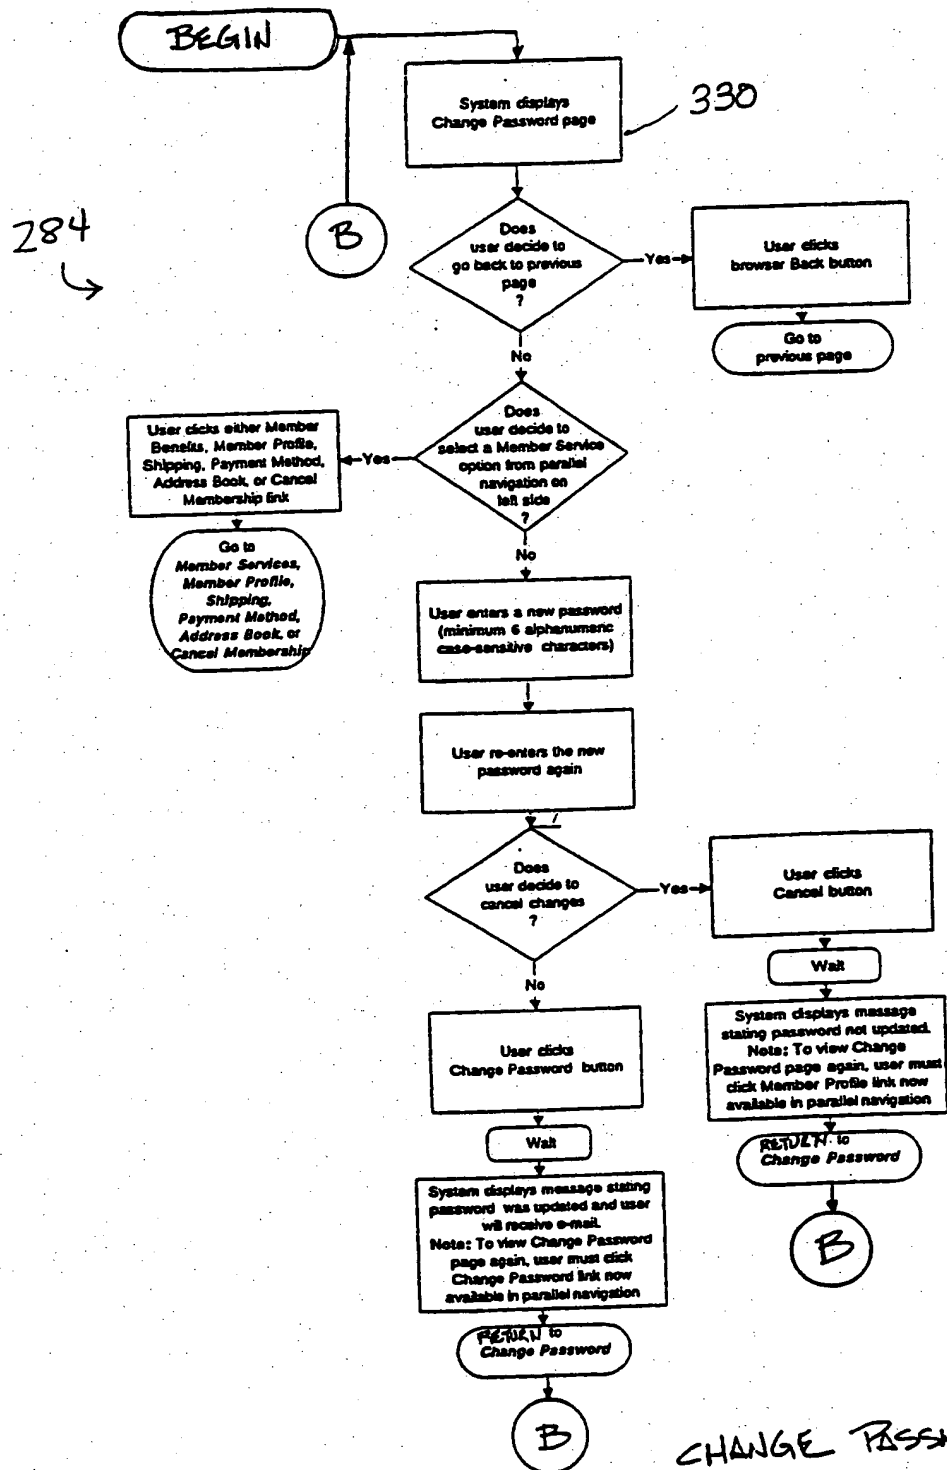 BEGIN
System displays
Change Password page
330
284
B
Does
user decide to
go back to previous
page
?
Yes
User clicks
browser Back button
Go to
previous page
No
Does
user decide to
select a Member Service
option from parallel
navigation on
left side
?
Yes
User clicks either Member
Benefits, Member Profile,
Shipping, Payment Method,
Address Book, or Cancel
Membership link
Go to
Member Services,
Member Profile,
Shipping,
Payment Method,
Address Book, or
Cancel Membership
No
User enters a new password
(minimum 6 alphanumeric
case-sensitive characters)
User re-enters the new
password again
Does
user decide to
cancel changes
?
Yes
User clicks
Cancel button
Wait
System displays message
stating password not updated.
Note: To view Change
Password page again, user must
click Member Profile link now
available in parallel navigation
RETURN to
Change Password
B
No
User clicks
Change Password button
Wait
System displays message stating
password was updated and user
will receive e-mail.
Note: To view Change Password
page again, user must click
Change Password link now
available in parallel navigation
RETURN to
Change Password
B
CHANGE PASS